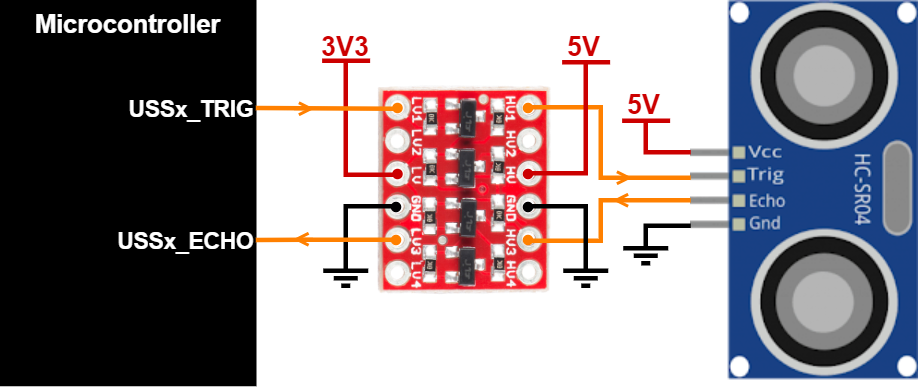 Microcontroller
3V3
5V
5V
USSx_TRIG
USSx_ECHO
LV1
LV2
LV
GND
LV3
LV4
HV1
HV2
HV
GND
HV3
HV4
Vcc
Trig
Echo
Gnd
HC-SR04